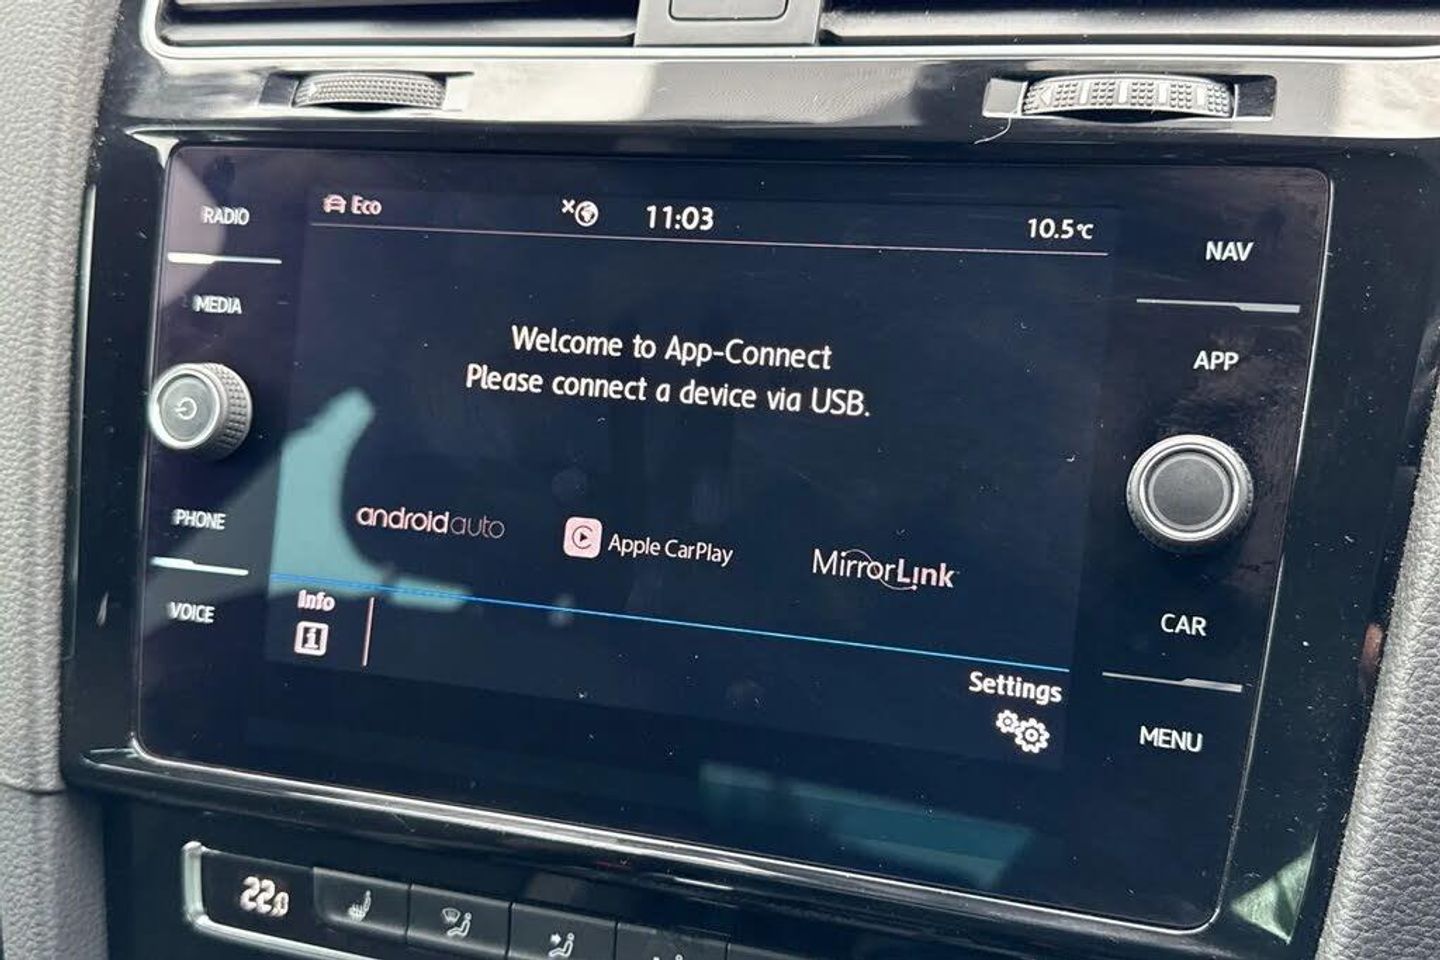 RADIO
MEDIA
PHONE
VOICE
Eco
11:03
10.5°C
Welcome to App-Connect
Please connect a device via USB.
androidauto
Apple CarPlay
MirrorLink
Info
i
Settings
NAV
APP
CAR
MENU
22.0